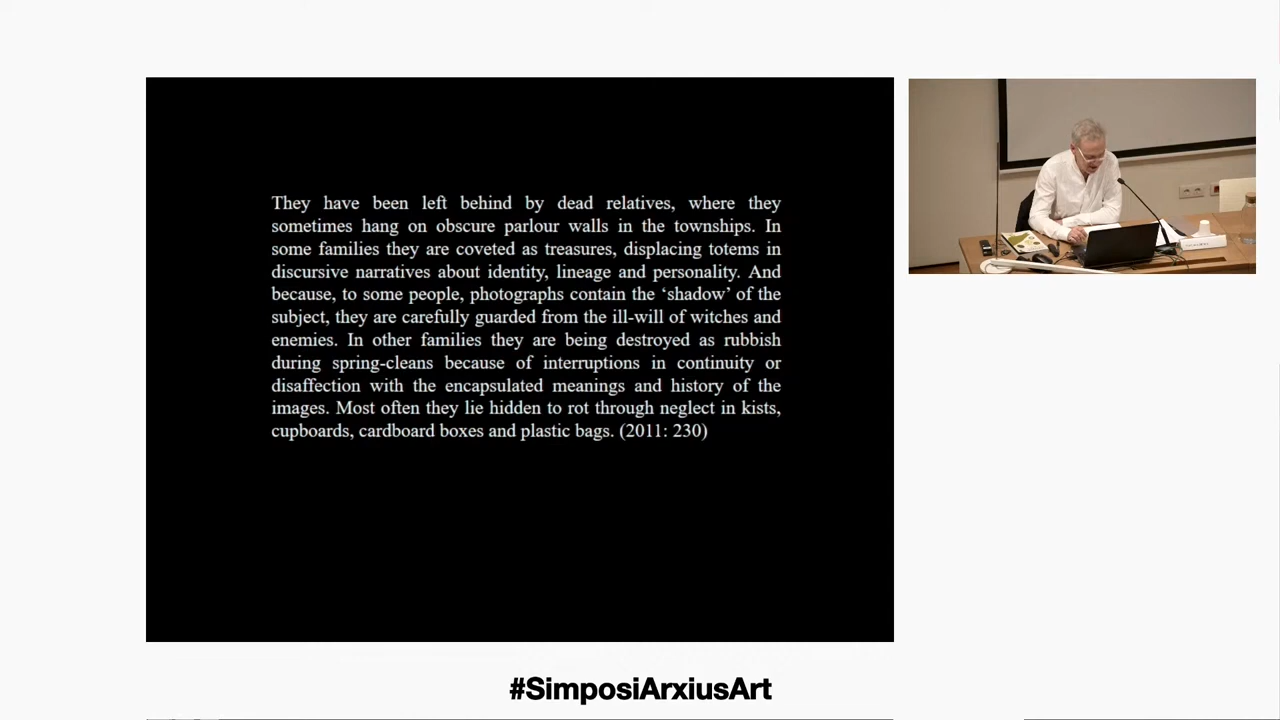 They have been left behind by dead relatives, where they
sometimes hang on obscure parlour walls in the townships. In
some families they are coveted as treasures, displacing totems in
discursive narratives about identity, lineage and personality. And
because, to some people, photographs contain the ‘shadow’ of the
subject, they are carefully guarded from the ill-will of witches and
enemies. In other families they are being destroyed as rubbish
during spring-cleans because of interruptions in continuity or
disaffection with the encapsulated meanings and history of the
images. Most often they lie hidden to rot through neglect in kists,
cupboards, cardboard boxes and plastic bags. (2011: 230)
#SimposiArxiusArt